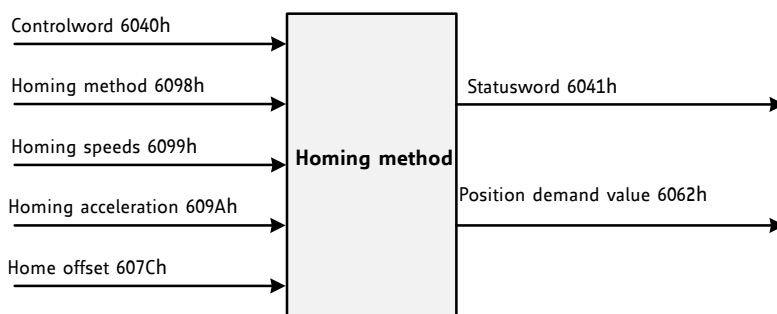 Controlword 6040h
Homing method 6098h
Homing speeds 6099h
Homing acceleration 609Ah
Home offset 607Ch
Homing method
Statusword 6041h
Position demand value 6062h